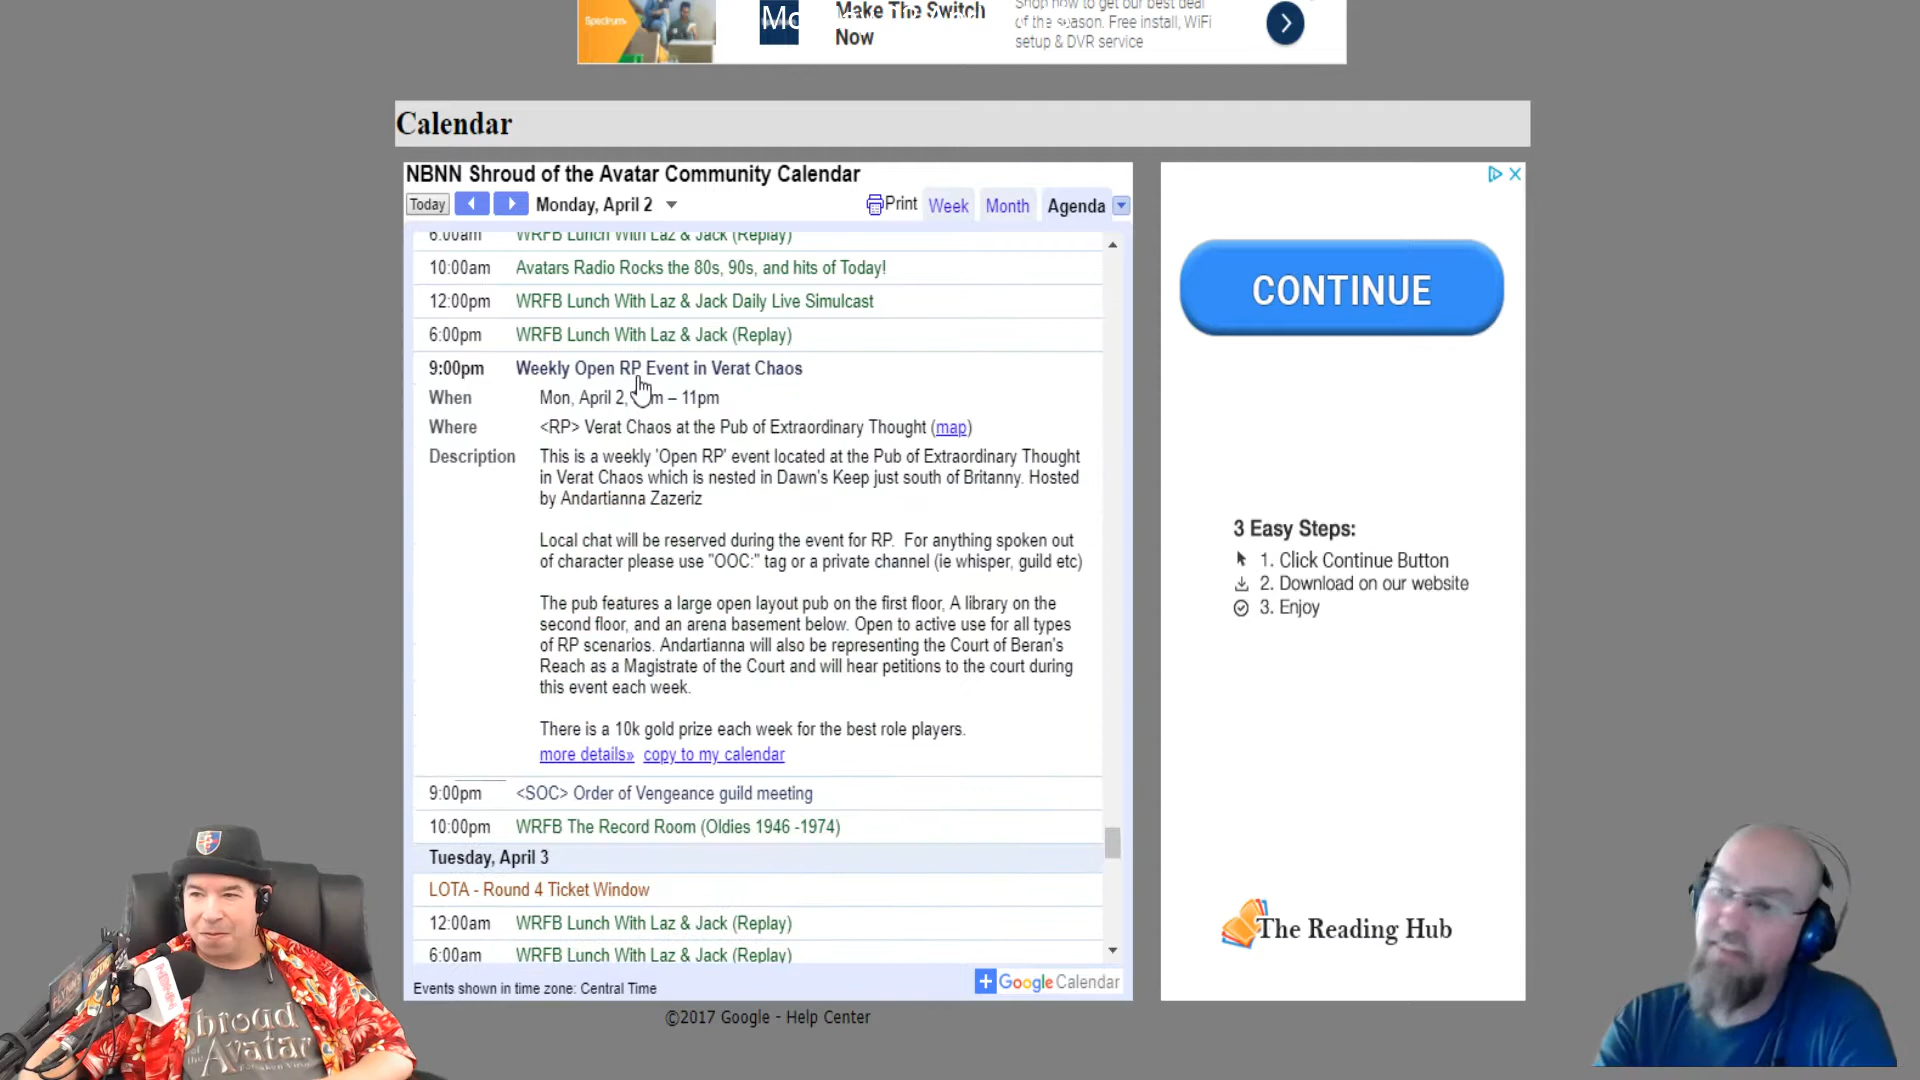 Spectrum
Make The Switch
Now
Shop now to get our best deal
of the season. Free install, WiFi
setup & DVR service
Calendar
NBNN Shroud of the Avatar Community Calendar
Today Monday, April 2 Print Week Month Agenda
6:00am WRFB Lunch With Laz & Jack (Replay)
10:00am Avatars Radio Rocks the 80s, 90s, and hits of Today!
12:00pm WRFB Lunch With Laz & Jack Daily Live Simulcast
6:00pm WRFB Lunch With Laz & Jack (Replay)
9:00pm Weekly Open RP Event in Verat Chaos
When Mon, April 2, – 11pm
Where <RP> Verat Chaos at the Pub of Extraordinary Thought (map)
Description This is a weekly 'Open RP' event located at the Pub of Extraordinary Thought
in Verat Chaos which is nested in Dawn's Keep just south of Britanny. Hosted
by Andartianna Zazeriz
Local chat will be reserved during the event for RP. For anything spoken out
of character please use "OOC:" tag or a private channel (ie whisper, guild etc)
The pub features a large open layout pub on the first floor, A library on the
second floor, and an arena basement below. Open to active use for all types
of RP scenarios. Andartianna will also be representing the Court of Beran's
Reach as a Magistrate of the Court and will hear petitions to the court during
this event each week.
There is a 10k gold prize each week for the best role players.
more details» copy to my calendar
9:00pm <SOC> Order of Vengeance guild meeting
10:00pm WRFB The Record Room (Oldies 1946 -1974)
Tuesday, April 3
LOTA - Round 4 Ticket Window
12:00am WRFB Lunch With Laz & Jack (Replay)
6:00am WRFB Lunch With Laz & Jack (Replay)
Events shown in time zone: Central Time
Google Calendar
©2017 Google - Help Center
CONTINUE
3 Easy Steps:
1. Click Continue Button
2. Download on our website
3. Enjoy
The Reading Hub
Shroud
of the
Avatar